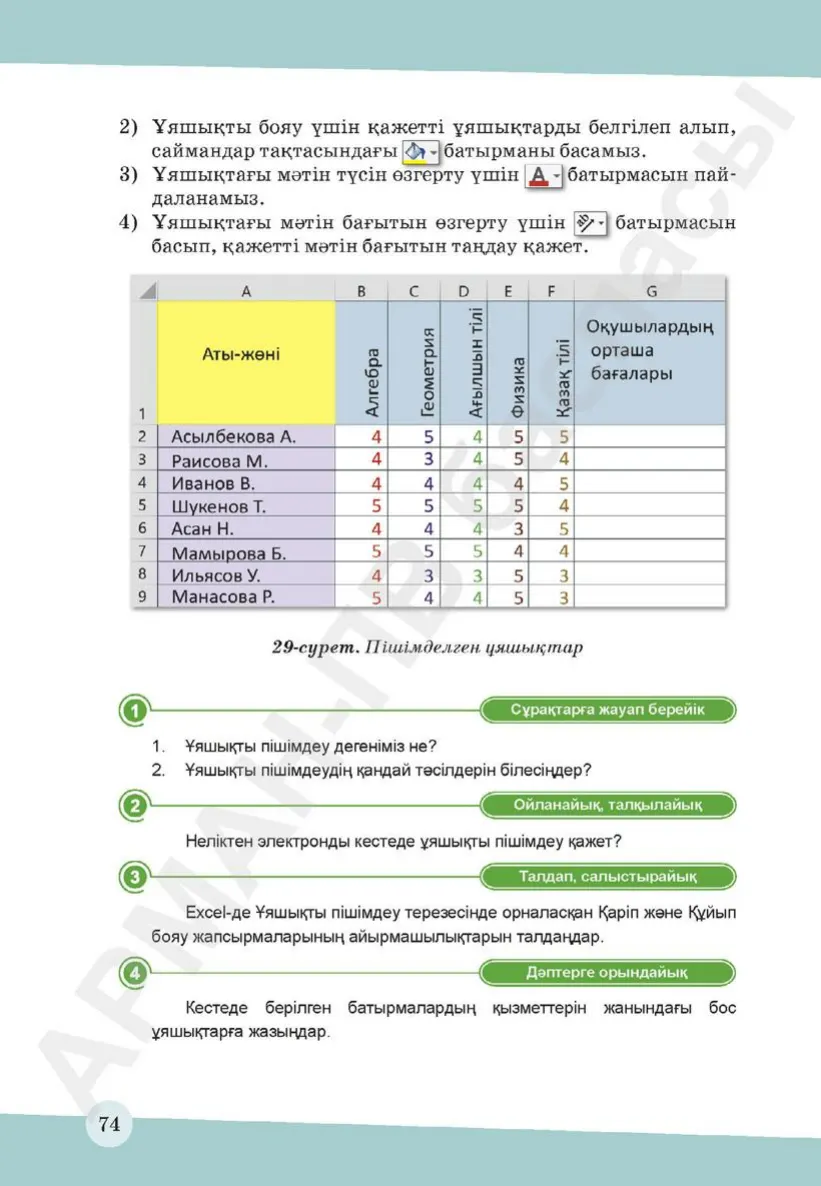 2) Ұяшықты бояу үшін қажетті ұяшықтарды белгілеп алып,
саймандар тақтасындағы батырманы басамыз.
3) Ұяшықтағы мәтін түсін өзгерту үшін A батырмасын пай-
даланамыз.
4) Ұяшықтағы мәтін бағытын өзгерту үшін батырмасын
басып, қажетті мәтін бағытын таңдау қажет.
A B C D E F G
1 Аты-жөні Алгебра Геометрия Ағылшын тілі Физика Қазақ тілі Оқушылардың
орташа
бағалары
2 Асылбекова А. 4 5 4 5 5
3 Раисова М. 4 3 4 5 4
4 Иванов В. 4 4 4 4 5
5 Шукенов Т. 5 5 5 5 4
6 Асан Н. 4 4 4 3 5
7 Мамырова Б. 5 5 5 4 4
8 Ильясов У. 4 3 3 5 3
9 Манасова Р. 5 4 4 5 3
29-сурет. Пішімделген ұяшықтар
1 Сұрақтарға жауап берейік
1. Ұяшықты пішімдеу дегеніміз не?
2. Ұяшықты пішімдеудің қандай тәсілдерін білесіңдер?
2 Ойланайық, талқылайық
Неліктен электронды кестеде ұяшықты пішімдеу қажет?
3 Талдап, салыстырайық
Excel-де Ұяшықты пішімдеу терезесінде орналасқан Қаріп және Құйып
бояу жапсырмаларының айырмашылықтарын талдаңдар.
4 Дәптерге орындайық
Кестеде берілген батырмалардың қызметтерін жанындағы бос
ұяшықтарға жазыңдар.
74
АРМАН-ПВ баспасы